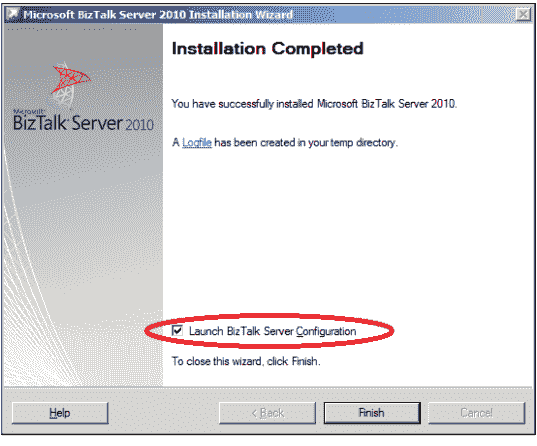 Microsoft BizTalk Server 2010 Installation Wizard
Installation Completed
You have successfully installed Microsoft BizTalk Server 2010.
Microsoft
BizTalk Server 2010
A Logfile has been created in your temp directory.
Launch BizTalk Server Configuration
To close this wizard, click Finish.
Help
< Back
Finish
Cancel